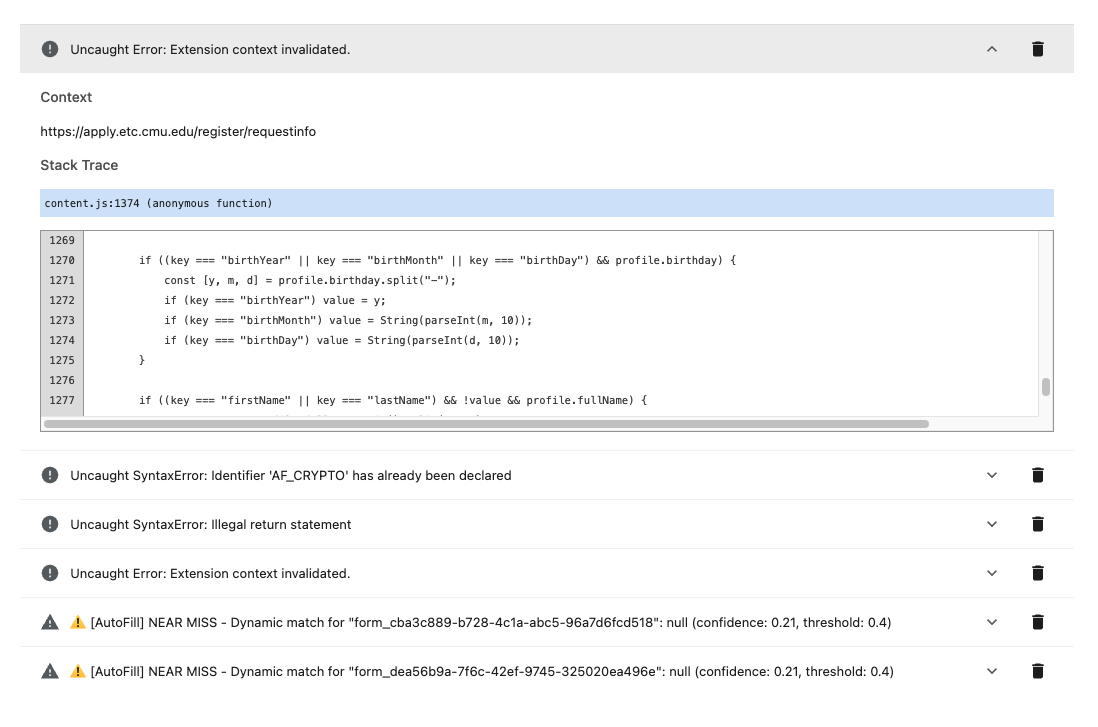 Uncaught Error: Extension context invalidated.
Context
https://apply.etc.cmu.edu/register/requestinfo
Stack Trace
content.js:1374 (anonymous function)
1269
1270 if ((key === "birthYear" || key === "birthMonth" || key === "birthDay") && profile.birthday) {
1271 const [y, m, d] = profile.birthday.split("-");
1272 if (key === "birthYear") value = y;
1273 if (key === "birthMonth") value = String(parseInt(m, 10));
1274 if (key === "birthDay") value = String(parseInt(d, 10));
1275 }
1276
1277 if ((key === "firstName" || key === "lastName") && !value && profile.fullName) {
Uncaught SyntaxError: Identifier 'AF_CRYPTO' has already been declared
Uncaught SyntaxError: Illegal return statement
Uncaught Error: Extension context invalidated.
⚠️ [AutoFill] NEAR MISS - Dynamic match for "form_cba3c889-b728-4c1a-abc5-96a7d6fcd518": null (confidence: 0.21, threshold: 0.4)
⚠️ [AutoFill] NEAR MISS - Dynamic match for "form_dea56b9a-7f6c-42ef-9745-325020ea496e": null (confidence: 0.21, threshold: 0.4)